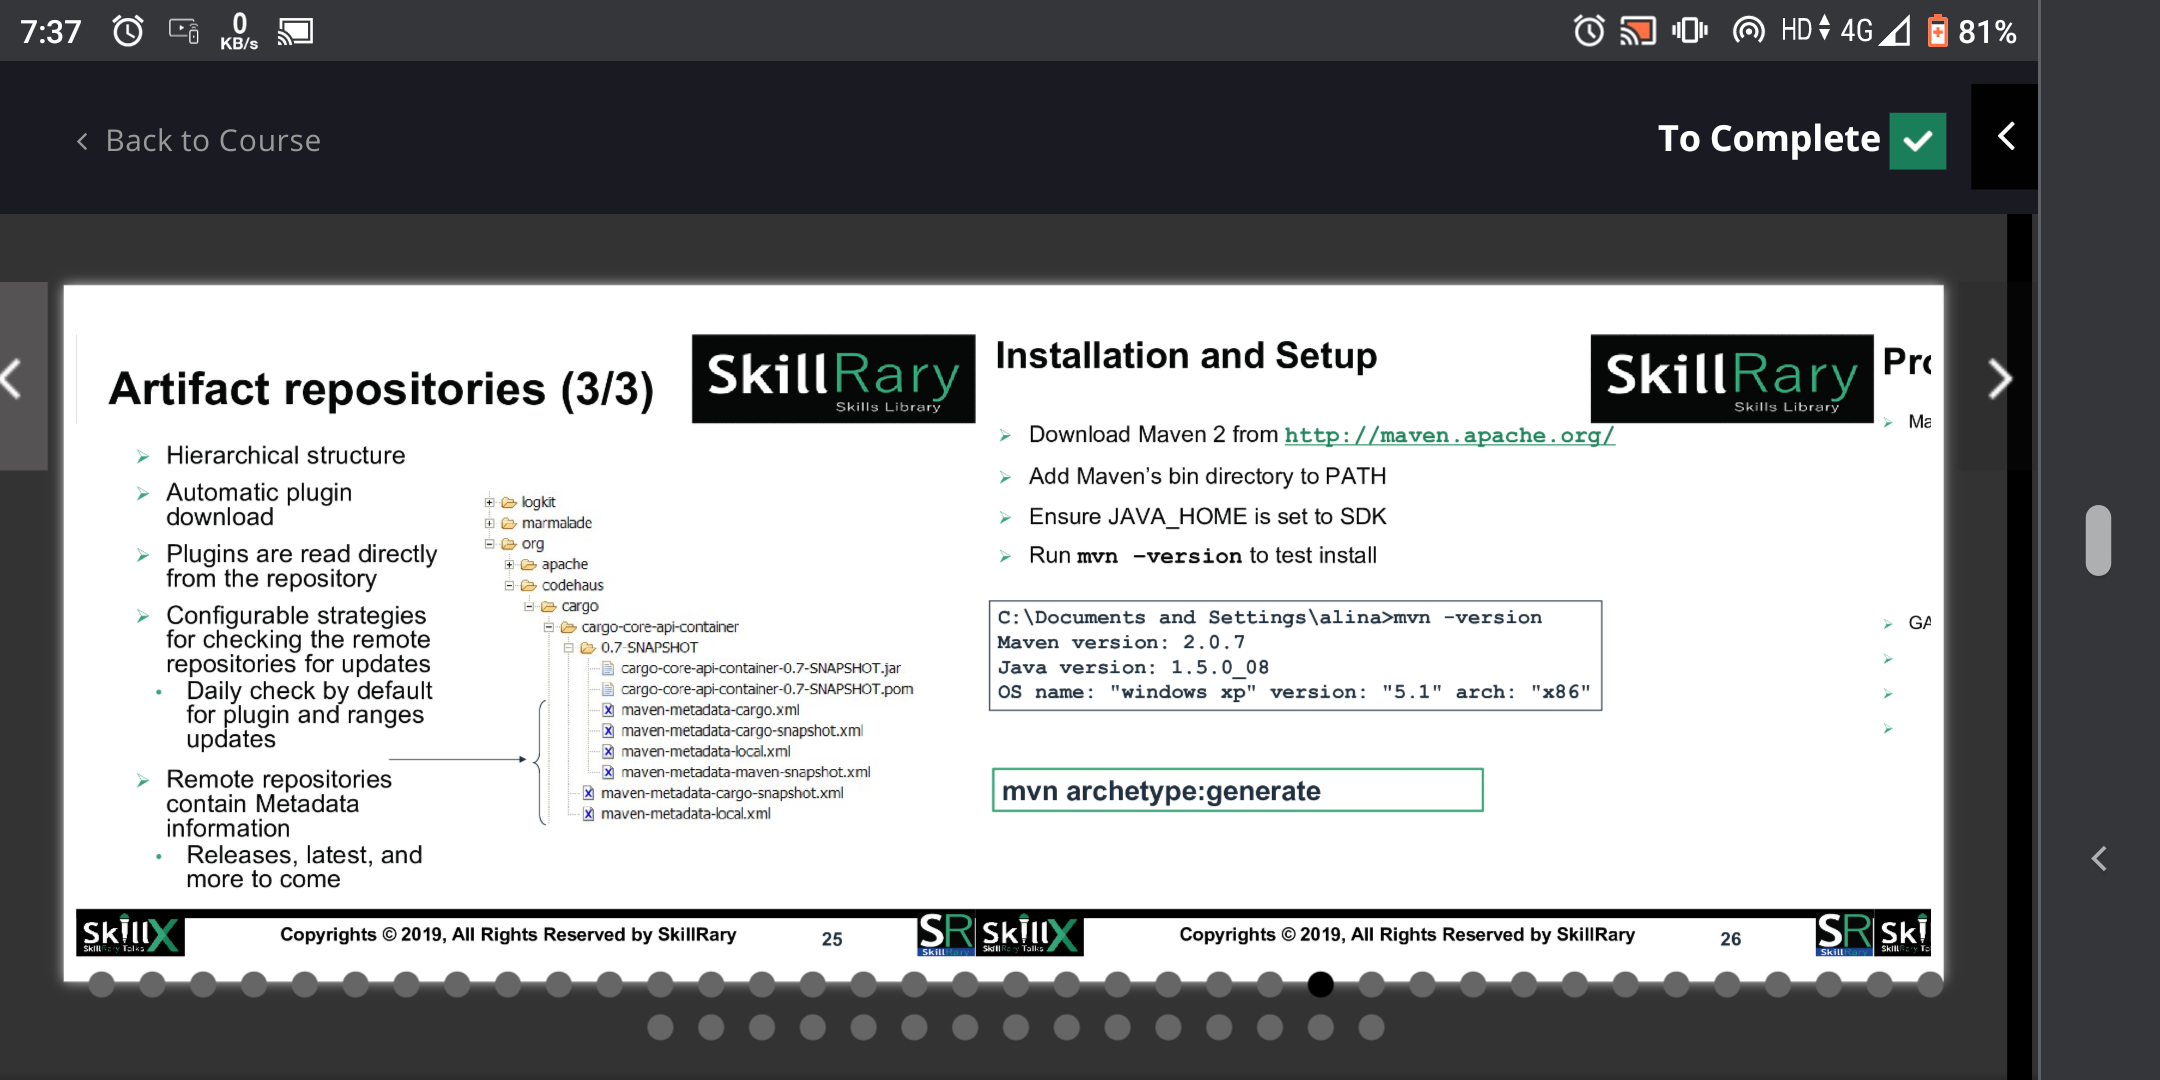 7:37
0
KB/s
HD 4G 81%
Back to Course
To Complete
Artifact repositories (3/3)
SkillRary
Skills Library
Hierarchical structure
Automatic plugin
download
Plugins are read directly
from the repository
Configurable strategies
for checking the remote
repositories for updates
Daily check by default
for plugin and ranges
updates
Remote repositories
contain Metadata
information
Releases, latest, and
more to come
logkit
marmalade
org
apache
codehaus
cargo
cargo-core-api-container
0.7-SNAPSHOT
cargo-core-api-container-0.7-SNAPSHOT.jar
cargo-core-api-container-0.7-SNAPSHOT.pom
maven-metadata-cargo.xml
maven-metadata-cargo-snapshot.xml
maven-metadata-local.xml
maven-metadata-maven-snapshot.xml
maven-metadata-cargo-snapshot.xml
maven-metadata-local.xml
SkillX
SkillRary Talks
Copyrights © 2019, All Rights Reserved by SkillRary
25
SR
SkillRary
Installation and Setup
SkillRary
Skills Library
Download Maven 2 from http://maven.apache.org/
Add Maven's bin directory to PATH
Ensure JAVA_HOME is set to SDK
Run mvn –version to test install
C:\Documents and Settings\alina>mvn -version
Maven version: 2.0.7
Java version: 1.5.0_08
OS name: "windows xp" version: "5.1" arch: "x86"
mvn archetype:generate
SkillX
SkillRary Talks
Copyrights © 2019, All Rights Reserved by SkillRary
26
SR
SkillRary
Pro
Ma
GA
Ski